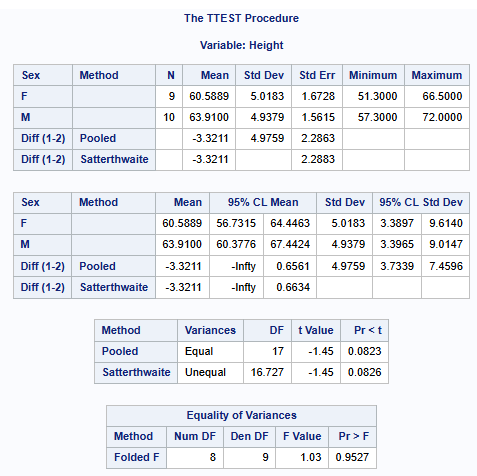 The TTEST Procedure
Variable: Height
Sex Method N Mean Std Dev Std Err Minimum Maximum
F 9 60.5889 5.0183 1.6728 51.3000 66.5000
M 10 63.9100 4.9379 1.5615 57.3000 72.0000
Diff (1-2) Pooled -3.3211 4.9759 2.2863
Diff (1-2) Satterthwaite -3.3211 2.2883
Sex Method Mean 95% CL Mean Std Dev 95% CL Std Dev
F 60.5889 56.7315 64.4463 5.0183 3.3897 9.6140
M 63.9100 60.3776 67.4424 4.9379 3.3965 9.0147
Diff (1-2) Pooled -3.3211 -Infty 0.6561 4.9759 3.7339 7.4596
Diff (1-2) Satterthwaite -3.3211 -Infty 0.6634
Method Variances DF t Value Pr < t
Pooled Equal 17 -1.45 0.0823
Satterthwaite Unequal 16.727 -1.45 0.0826
Equality of Variances
Method Num DF Den DF F Value Pr > F
Folded F 8 9 1.03 0.9527